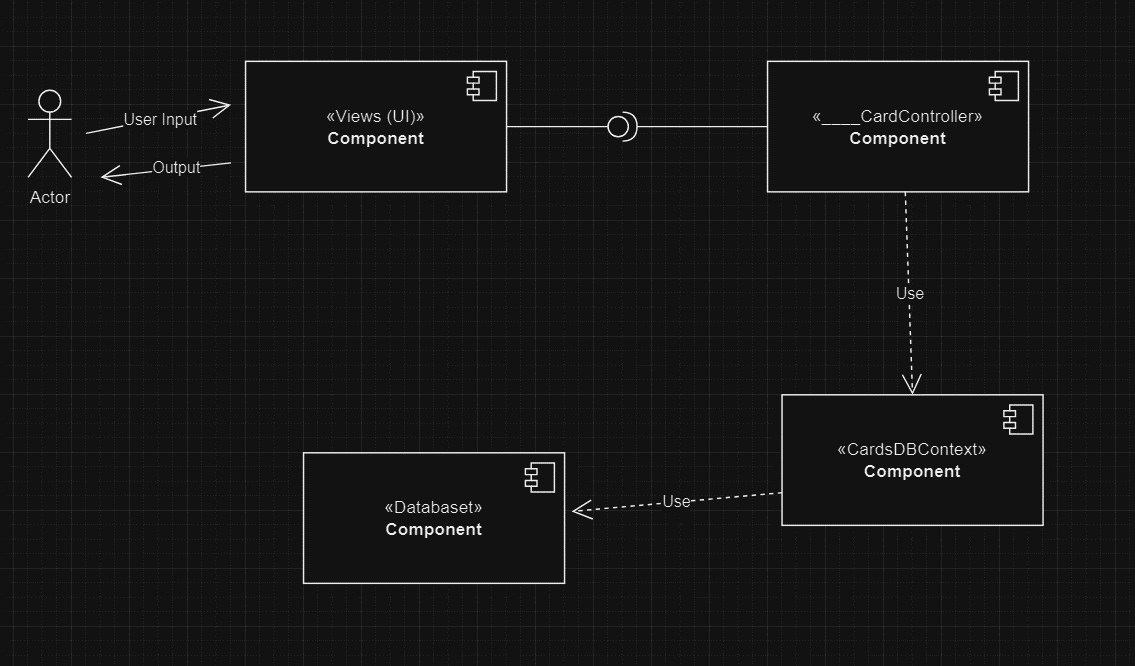 User Input
Output
Actor
«Views (UI)»
Component
«____CardController»
Component
Use
«CardsDBContext»
Component
Use
«Databaset»
Component